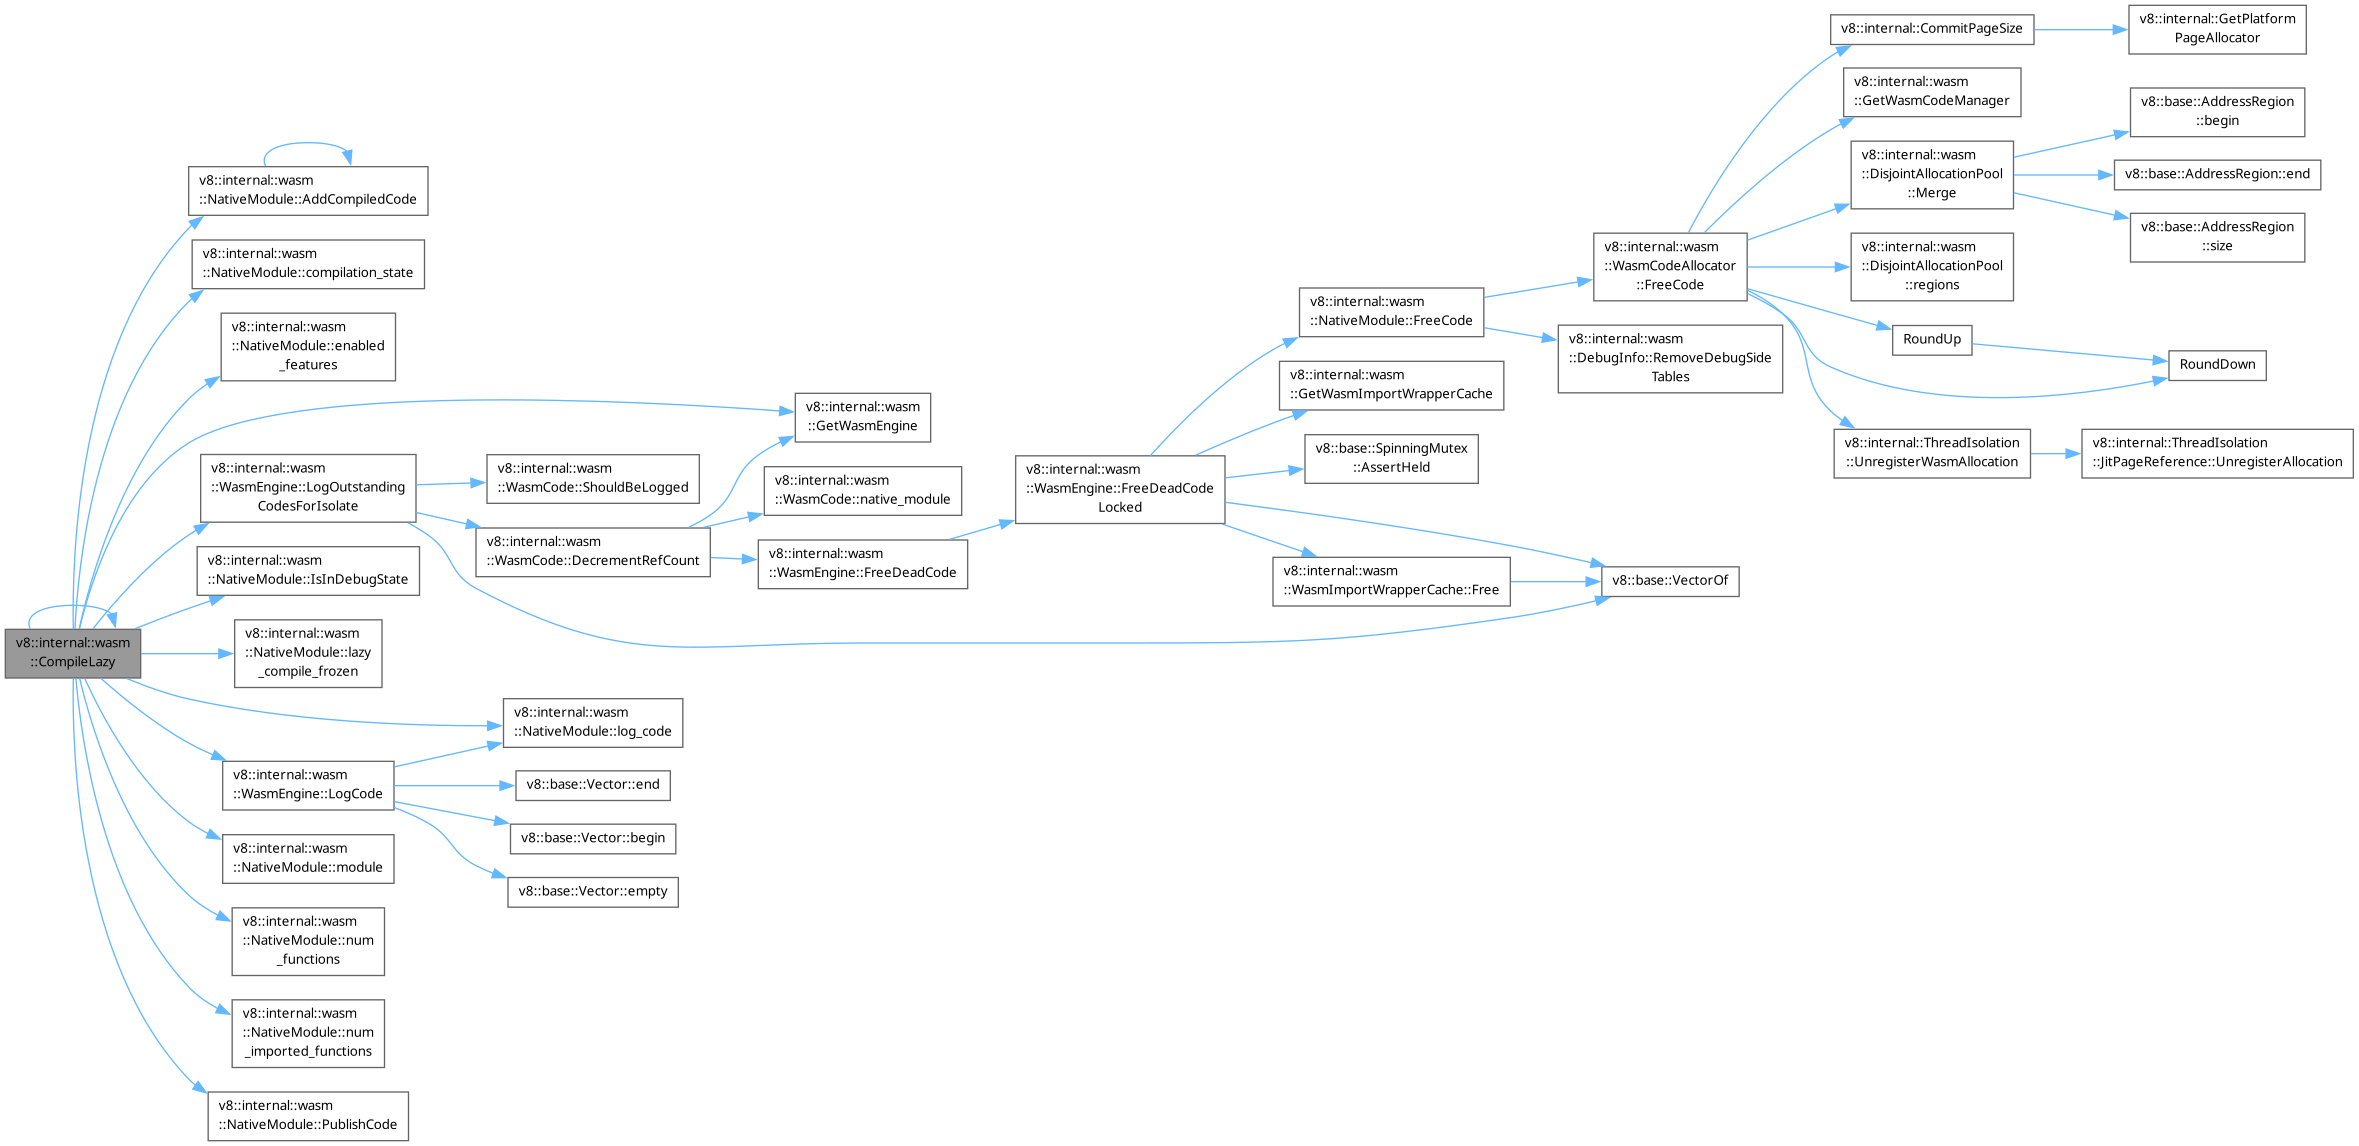 v8::internal::wasm
::CompileLazy
v8::internal::wasm
::NativeModule::AddCompiledCode
v8::internal::wasm
::NativeModule::compilation_state
v8::internal::wasm
::NativeModule::enabled
_features
v8::internal::wasm
::GetWasmEngine
v8::internal::wasm
::WasmEngine::LogOutstanding
CodesForIsolate
v8::internal::wasm
::NativeModule::IsInDebugState
v8::internal::wasm
::NativeModule::lazy
_compile_frozen
v8::internal::wasm
::NativeModule::log_code
v8::internal::wasm
::WasmEngine::LogCode
v8::internal::wasm
::NativeModule::module
v8::internal::wasm
::NativeModule::num
_functions
v8::internal::wasm
::NativeModule::num
_imported_functions
v8::internal::wasm
::NativeModule::PublishCode
v8::internal::wasm
::WasmCode::ShouldBeLogged
v8::internal::wasm
::WasmCode::DecrementRefCount
v8::base::Vector::end
v8::base::Vector::begin
v8::base::Vector::empty
v8::internal::wasm
::WasmCode::native_module
v8::internal::wasm
::WasmEngine::FreeDeadCode
v8::internal::wasm
::WasmEngine::FreeDeadCode
Locked
v8::internal::wasm
::NativeModule::FreeCode
v8::internal::wasm
::GetWasmImportWrapperCache
v8::base::SpinningMutex
::AssertHeld
v8::internal::wasm
::WasmImportWrapperCache::Free
v8::base::VectorOf
v8::internal::wasm
::WasmCodeAllocator
::FreeCode
v8::internal::wasm
::DebugInfo::RemoveDebugSide
Tables
v8::internal::CommitPageSize
v8::internal::wasm
::GetWasmCodeManager
v8::internal::wasm
::DisjointAllocationPool
::Merge
v8::internal::wasm
::DisjointAllocationPool
::regions
RoundUp
v8::internal::ThreadIsolation
::UnregisterWasmAllocation
v8::internal::GetPlatform
PageAllocator
v8::base::AddressRegion
::begin
v8::base::AddressRegion::end
v8::base::AddressRegion
::size
RoundDown
v8::internal::ThreadIsolation
::JitPageReference::UnregisterAllocation